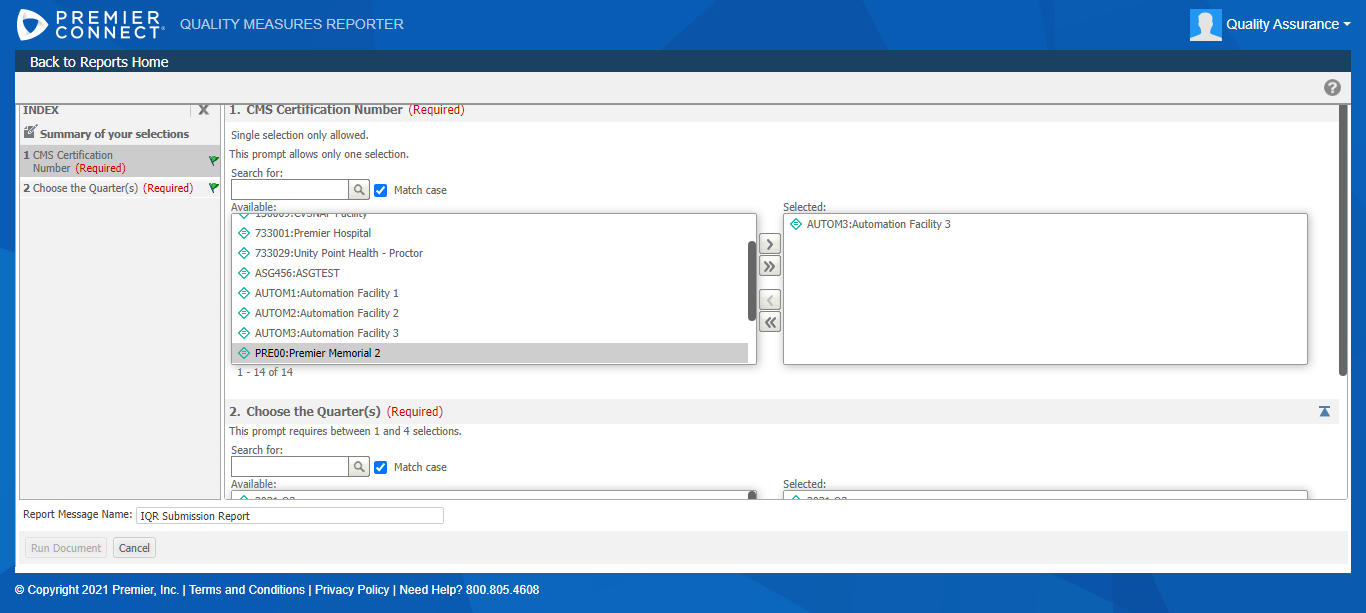 PREMIER
CONNECT
QUALITY MEASURES REPORTER
Quality Assurance
Back to Reports Home
INDEX
X
Summary of your selections
1 CMS Certification
Number (Required)
2 Choose the Quarter(s) (Required)
1. CMS Certification Number (Required)
Single selection only allowed.
This prompt allows only one selection.
Search for:
Match case
Available:
733001:Premier Hospital
733029:Unity Point Health - Proctor
ASG456:ASGTEST
AUTOM1:Automation Facility 1
AUTOM2:Automation Facility 2
AUTOM3:Automation Facility 3
PRE00:Premier Memorial 2
1 - 14 of 14
Selected:
AUTOM3:Automation Facility 3
2. Choose the Quarter(s) (Required)
This prompt requires between 1 and 4 selections.
Search for:
Match case
Available:
Selected:
Report Message Name: IQR Submission Report
Run Document Cancel
© Copyright 2021 Premier, Inc. | Terms and Conditions | Privacy Policy | Need Help? 800.805.4608